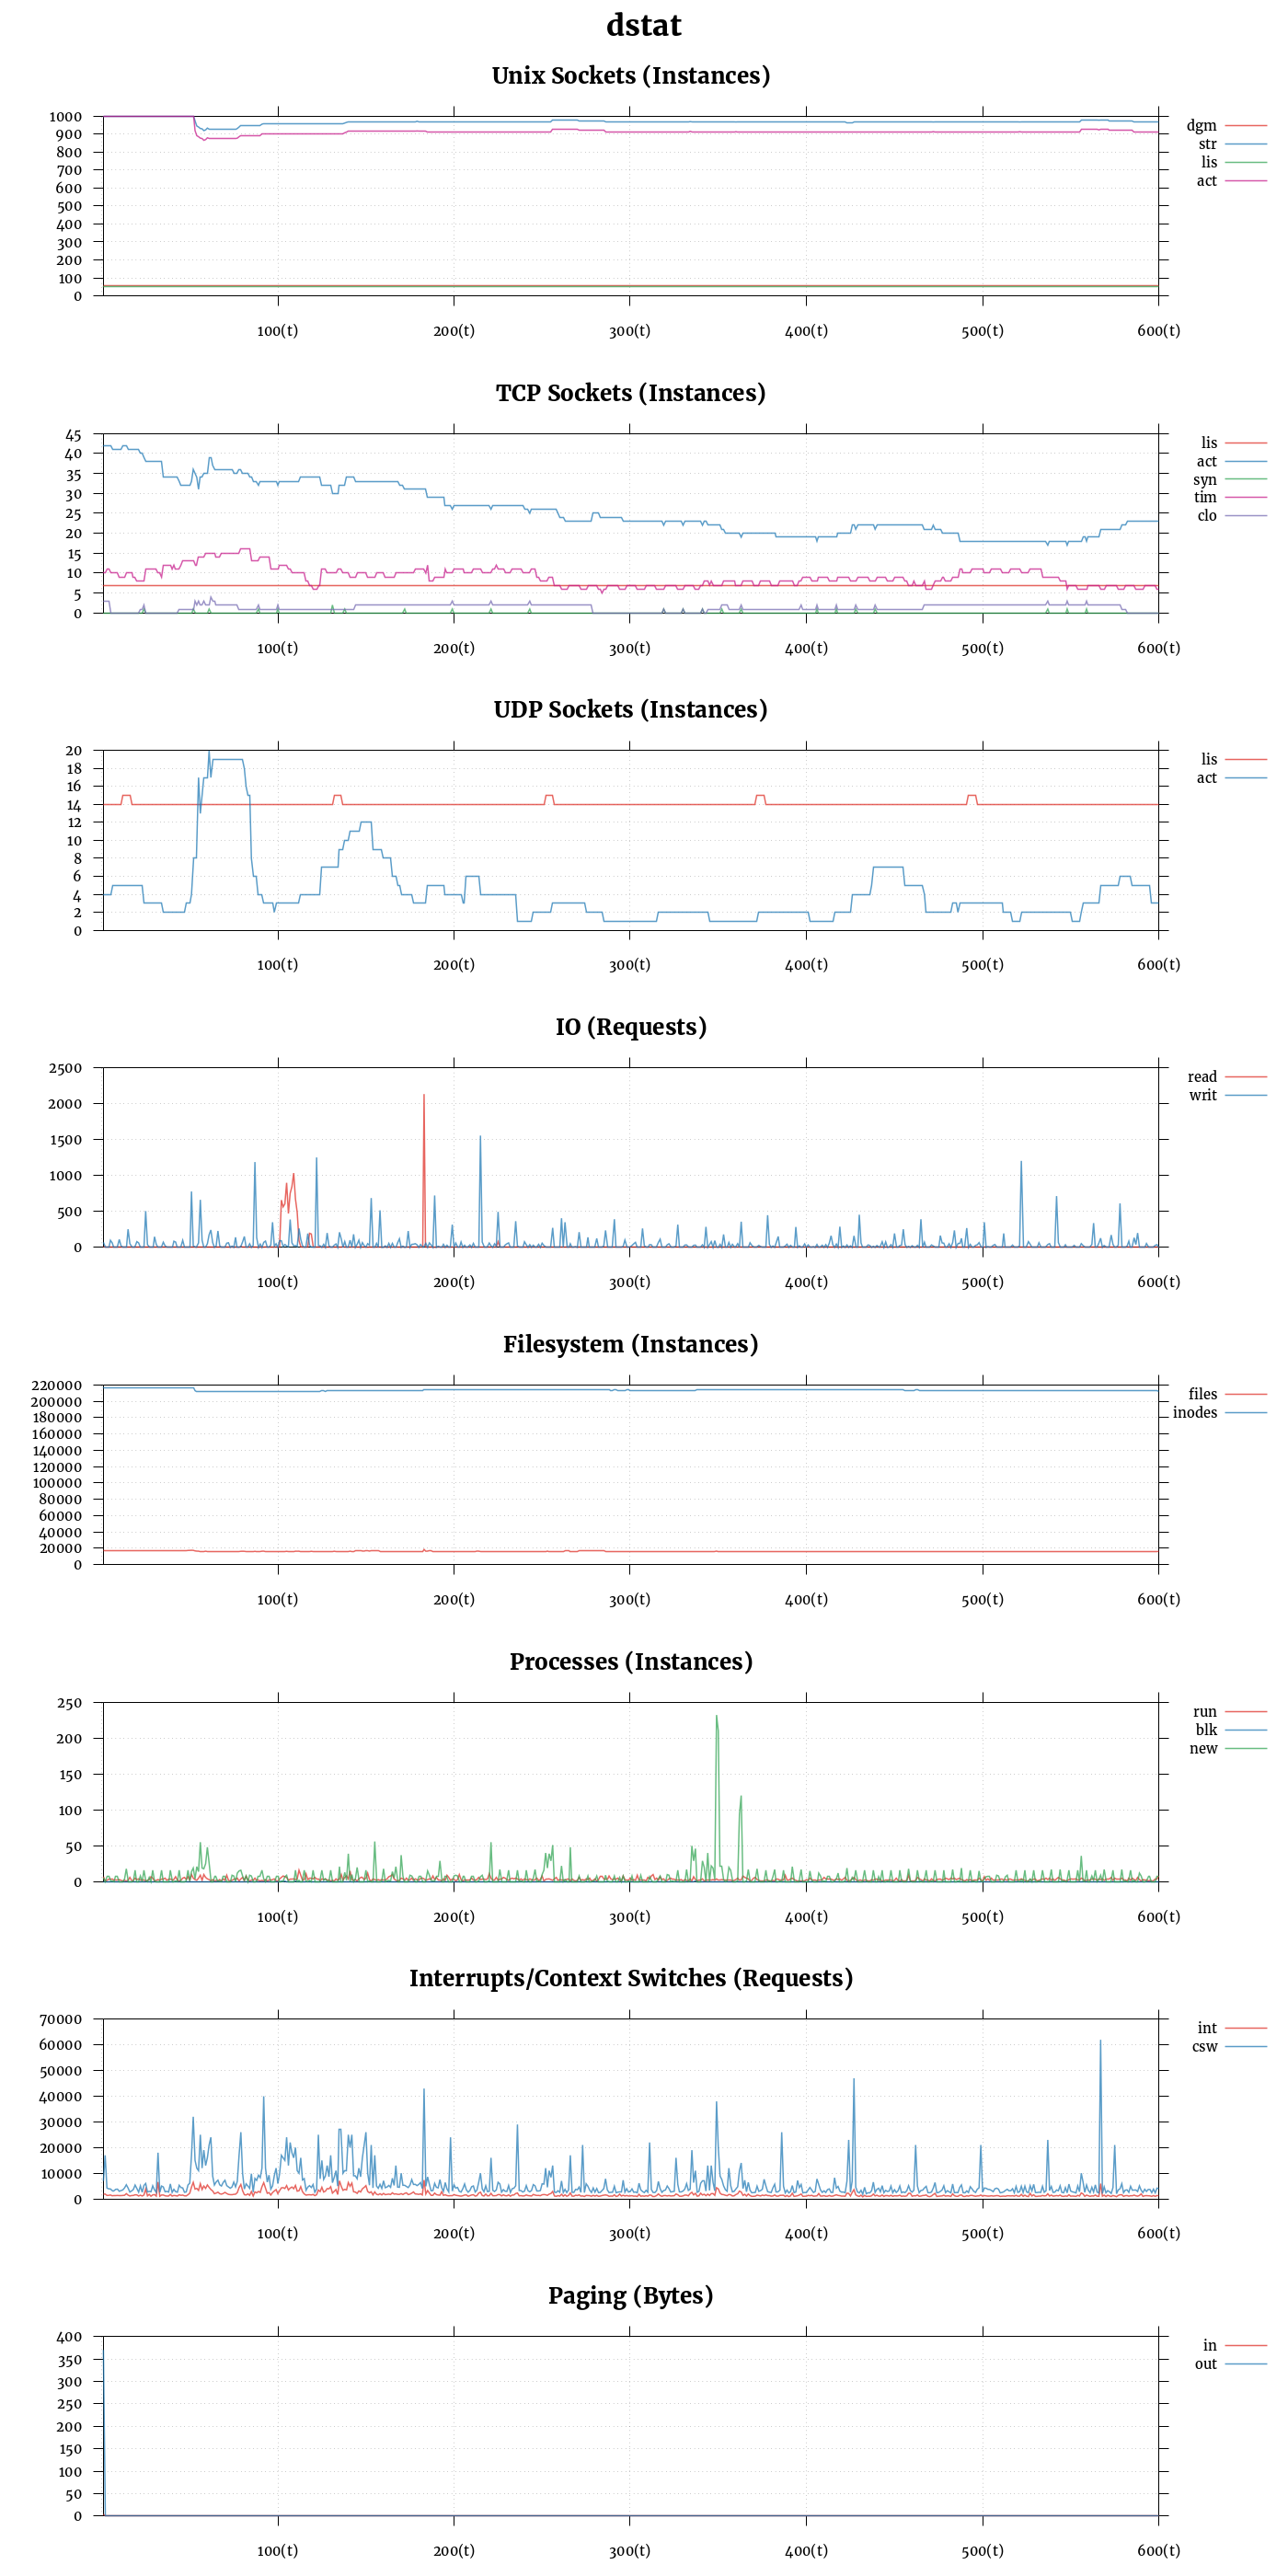 dstat
Unix Sockets (Instances)
1000
900
800
700
600
500
400
300
200
100
0
100(t) 200(t) 300(t) 400(t) 500(t) 600(t)
dgm
str
lis
act
TCP Sockets (Instances)
45
40
35
30
25
20
15
10
5
0
100(t) 200(t) 300(t) 400(t) 500(t) 600(t)
lis
act
syn
tim
clo
UDP Sockets (Instances)
20
18
16
14
12
10
8
6
4
2
0
100(t) 200(t) 300(t) 400(t) 500(t) 600(t)
lis
act
IO (Requests)
2500
2000
1500
1000
500
0
100(t) 200(t) 300(t) 400(t) 500(t) 600(t)
read
writ
Filesystem (Instances)
220000
200000
180000
160000
140000
120000
100000
80000
60000
40000
20000
0
100(t) 200(t) 300(t) 400(t) 500(t) 600(t)
files
inodes
Processes (Instances)
250
200
150
100
50
0
100(t) 200(t) 300(t) 400(t) 500(t) 600(t)
run
blk
new
Interrupts/Context Switches (Requests)
70000
60000
50000
40000
30000
20000
10000
0
100(t) 200(t) 300(t) 400(t) 500(t) 600(t)
int
csw
Paging (Bytes)
400
350
300
250
200
150
100
50
0
100(t) 200(t) 300(t) 400(t) 500(t) 600(t)
in
out